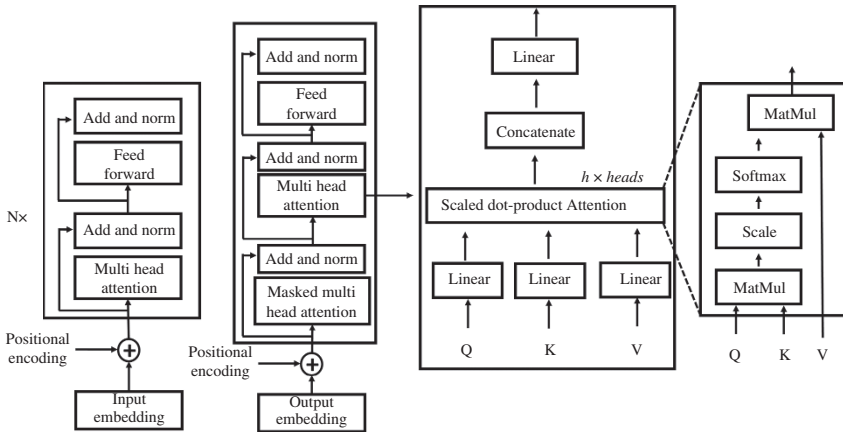 N×
Add and norm
Feed
forward
Add and norm
Multi head
attention
Positional
encoding
Input
embedding
Add and norm
Feed
forward
Add and norm
Multi head
attention
Add and norm
Masked multi
head attention
Positional
encoding
Output
embedding
Linear
Concatenate
h × heads
Scaled dot-product Attention
Linear
Linear
Linear
Q
K
V
MatMul
Softmax
Scale
MatMul
Q
K
V